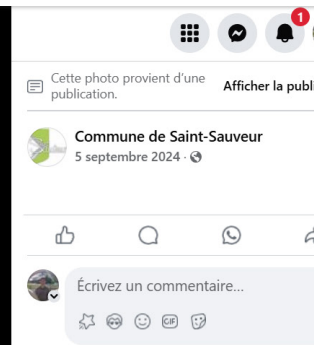 1
Cette photo provient d'une
publication.
Afficher la publi
Commune de Saint-Sauveur
5 septembre 2024 ·
Écrivez un commentaire...
GIF